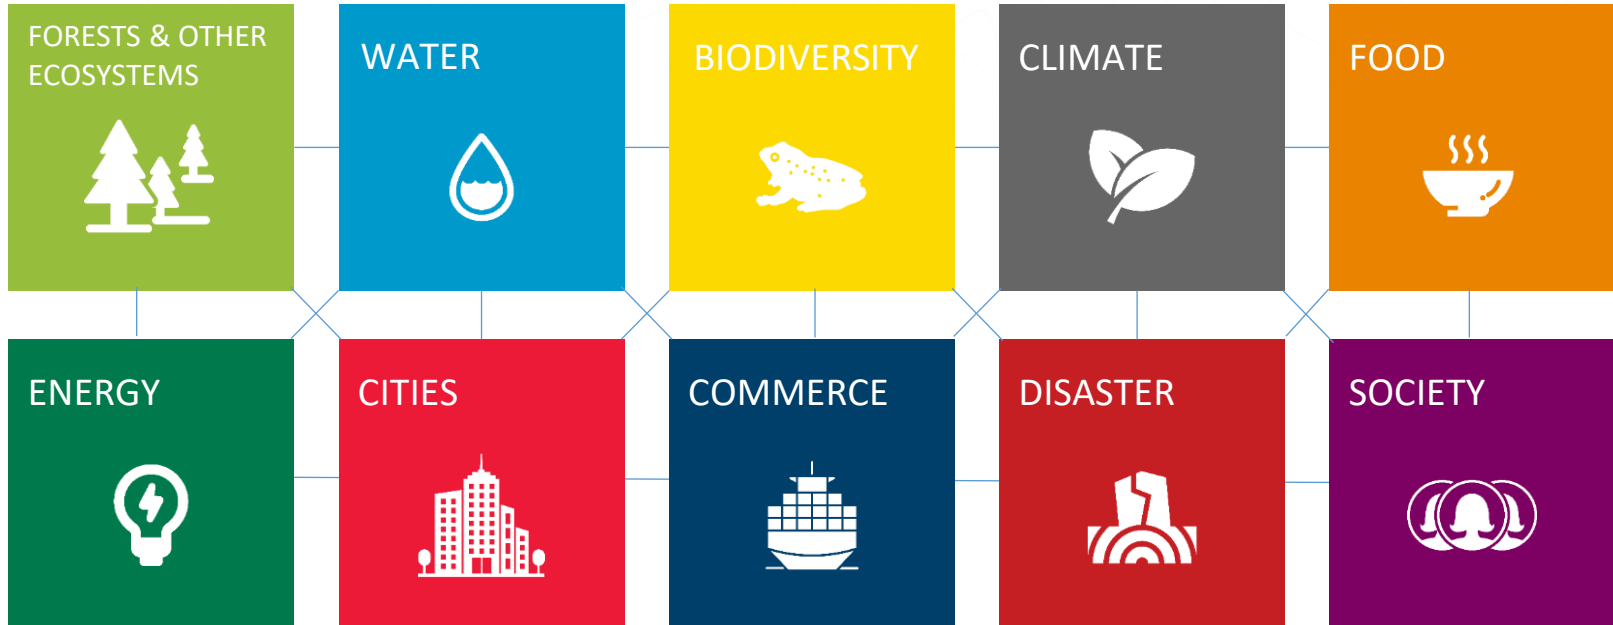 FORESTS & OTHER
ECOSYSTEMS
WATER
BIODIVERSITY
CLIMATE
FOOD
ENERGY
CITIES
COMMERCE
DISASTER
SOCIETY